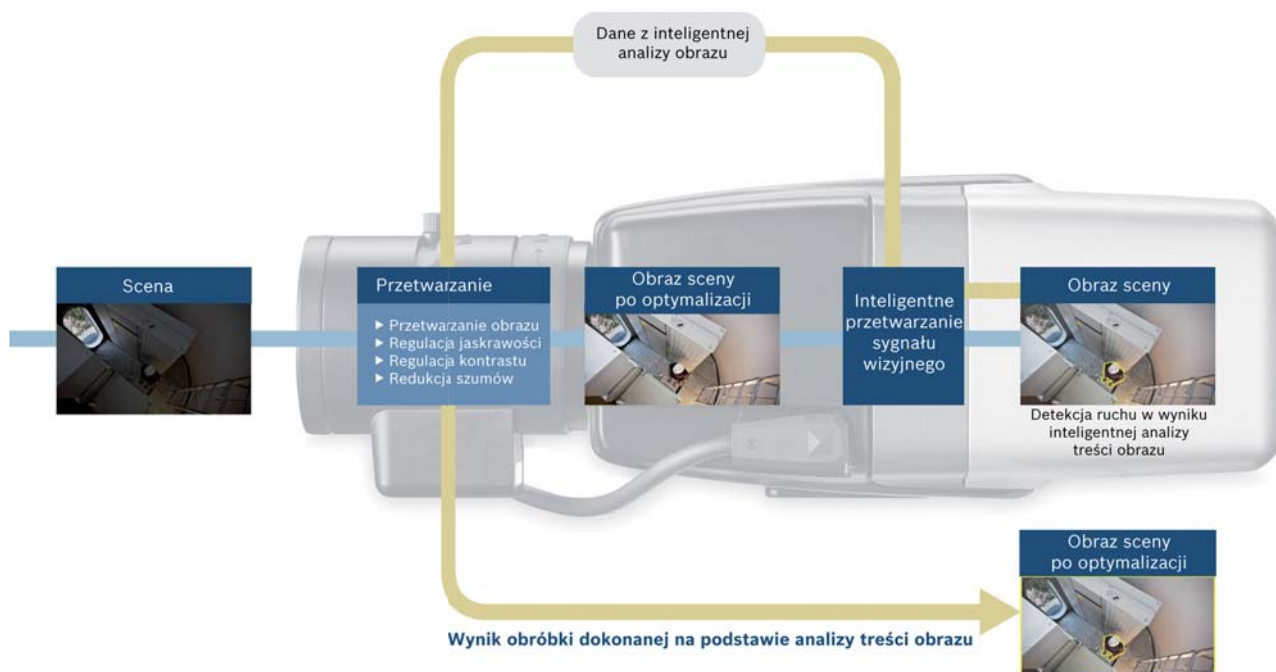 Dane z inteligentnej
analizy obrazu
Scena
Przetwarzanie
▶ Przetwarzanie obrazu
▶ Regulacja jaskrawości
▶ Regulacja kontrastu
▶ Redukcja szumów
Obraz sceny
po optymalizacji
Inteligentne
przetwarzanie
sygnału
wizyjnego
Obraz sceny
Detekcja ruchu w wyniku
inteligentnej analizy
treści obrazu
Obraz sceny
po optymalizacji
Wynik obróbki dokonanej na podstawie analizy treści obrazu